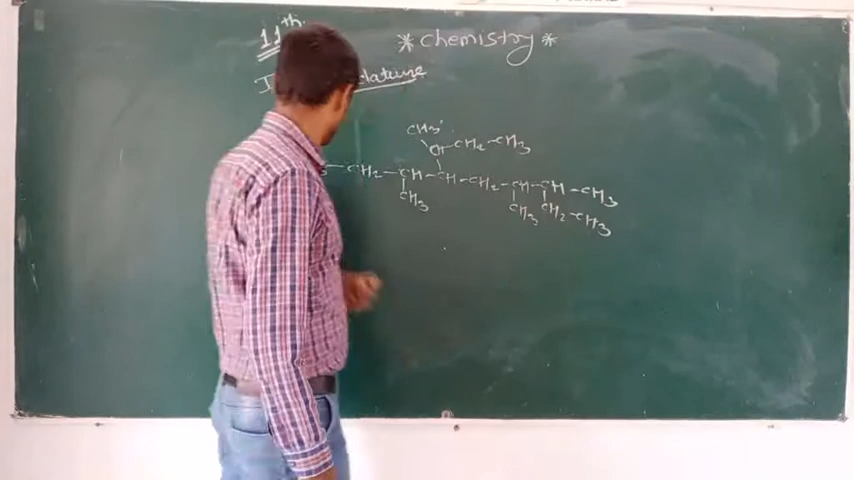 11th
* Chemistry *
CH3
CH-CH2-CH3
-CH2-CH-CH-CH2-CH-CH-CH3
CH3 CH3 CH2-CH3